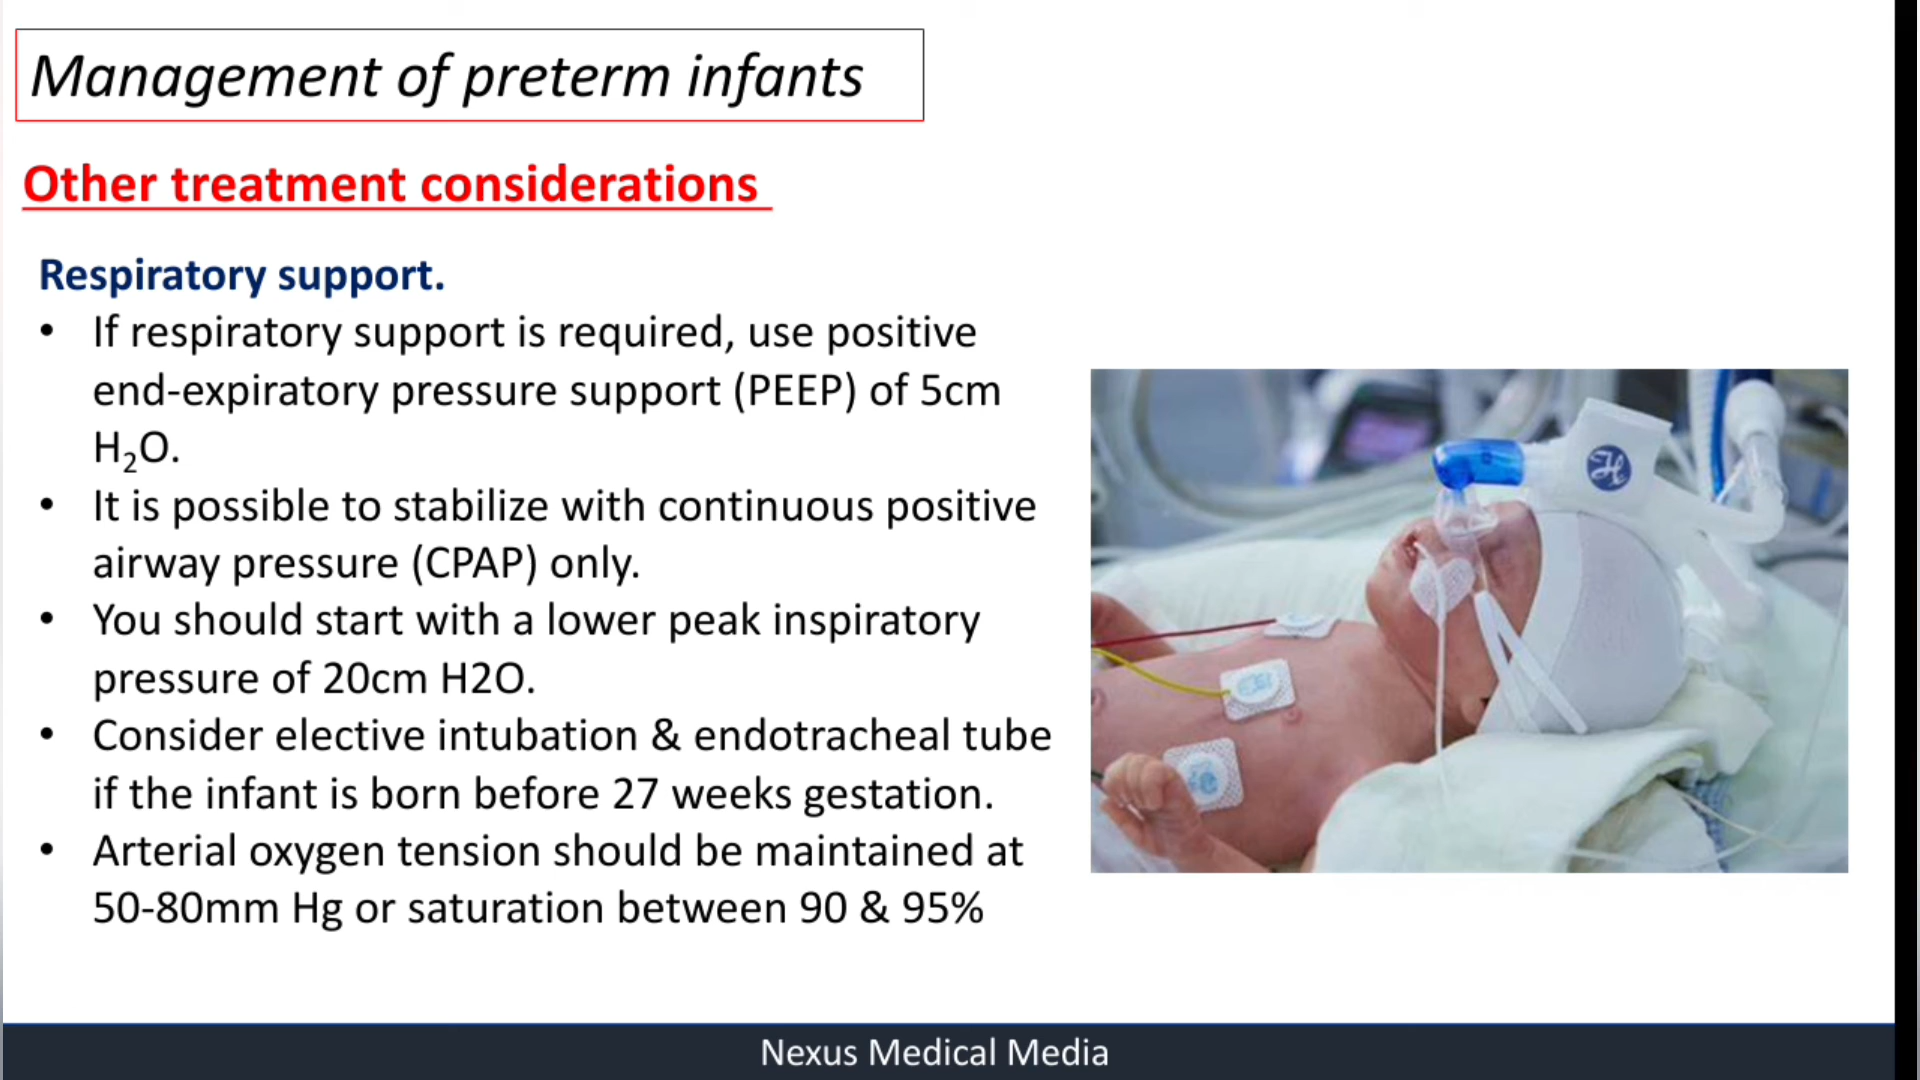 Management of preterm infants
Other treatment considerations
Respiratory support.
• If respiratory support is required, use positive
end-expiratory pressure support (PEEP) of 5cm
H₂O.
• It is possible to stabilize with continuous positive
airway pressure (CPAP) only.
• You should start with a lower peak inspiratory
pressure of 20cm H2O.
• Consider elective intubation & endotracheal tube
if the infant is born before 27 weeks gestation.
• Arterial oxygen tension should be maintained at
50-80mm Hg or saturation between 90 & 95%
Nexus Medical Media